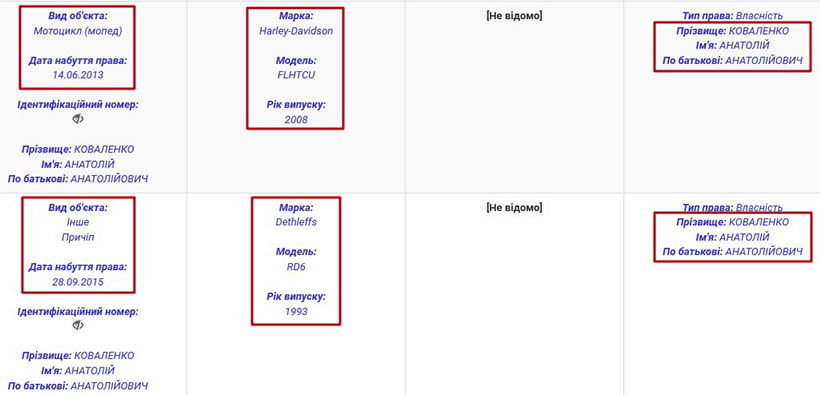 Вид об'єкта:
Мотоцикл (мопед)
Дата набуття права:
14.06.2013
Ідентифікаційний номер:
Прізвище: КОВАЛЕНКО
Ім'я: АНАТОЛІЙ
По батькові: АНАТОЛІЙОВИЧ
Марка:
Harley-Davidson
Модель:
FLHTCU
Рік випуску:
2008
[Не відомо]
Тип права: Власність
Прізвище: КОВАЛЕНКО
Ім'я: АНАТОЛІЙ
По батькові: АНАТОЛІЙОВИЧ
Вид об'єкта:
Інше
Причіп
Дата набуття права:
28.09.2015
Ідентифікаційний номер:
Прізвище: КОВАЛЕНКО
Ім'я: АНАТОЛІЙ
По батькові: АНАТОЛІЙОВИЧ
Марка:
Dethleffs
Модель:
RD6
Рік випуску:
1993
[Не відомо]
Тип права: Власність
Прізвище: КОВАЛЕНКО
Ім'я: АНАТОЛІЙ
По батькові: АНАТОЛІЙОВИЧ